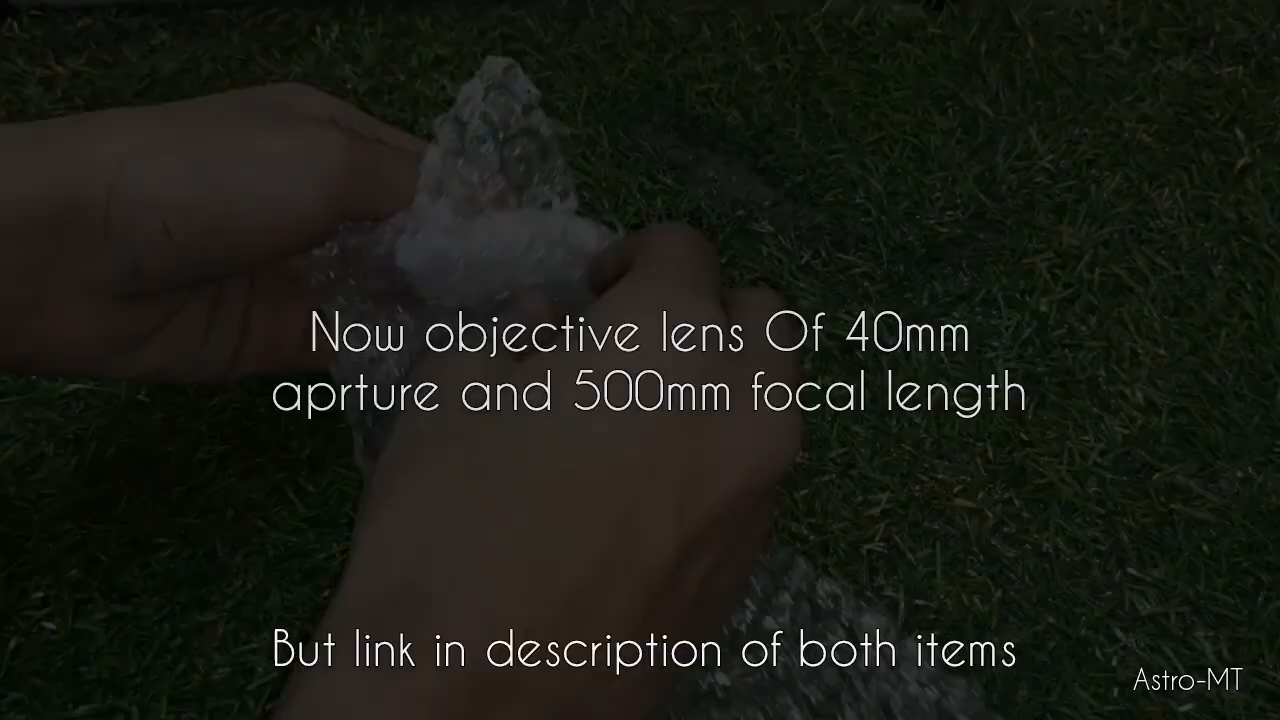 Now objective lens Of 40mm
aprture and 500mm focal length
But link in description of both items
Astro-MT